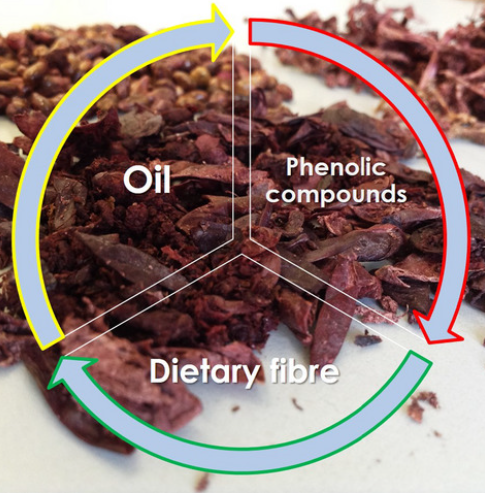 Oil
Phenolic
compounds
Dietary fibre